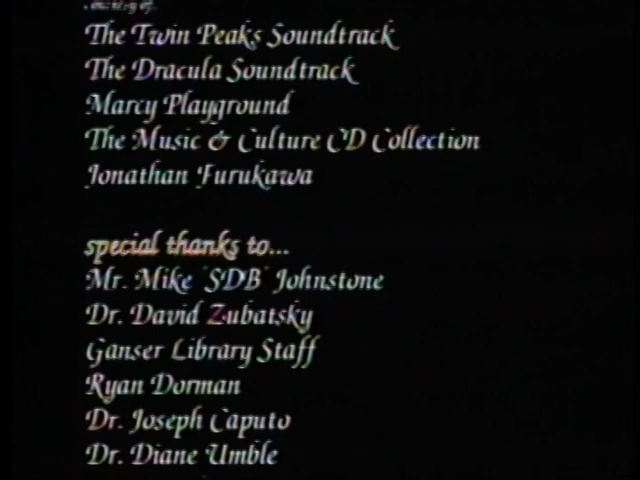 The Twin Peaks Soundtrack
The Dracula Soundtrack
Marcy Playground
The Music & Culture CD Collection
Jonathan Furukawa
special thanks to...
Mr. Mike "SDB" Johnstone
Dr. David Zubatsky
Ganser Library Staff
Ryan Dorman
Dr. Joseph Caputo
Dr. Diane Umble